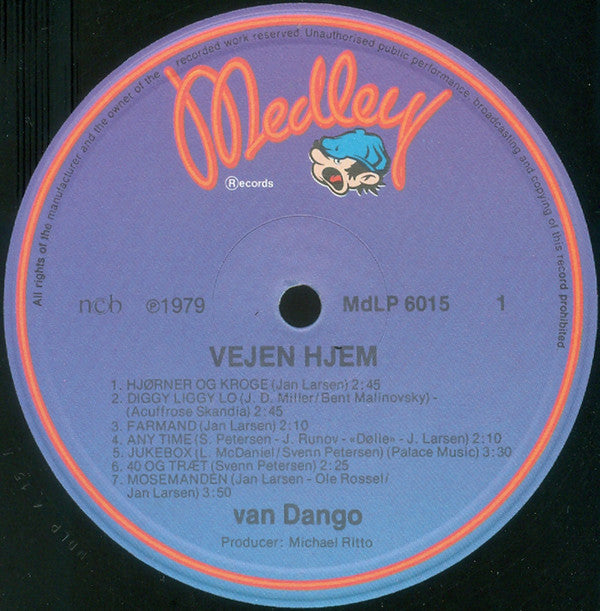 All rights of the manufacturer and the owner of the recorded work reserved. Unauthorised public performance, broadcasting and copying of this record prohibited
Medley
Ⓡecords
ncb ℗1979 MdLP 6015 1
VEJEN HJEM
1. HJØRNER OG KROGE (Jan Larsen) 2:45
2. DIGGY LIGGY LO (J. D. Miller/Bent Malinovsky) -
(Acuffrose Skandia) 2:45
3. FARMAND (Jan Larsen) 2:10
4. ANY TIME (S. Petersen - J. Runov - «Dølle» - J. Larsen) 2:10
5. JUKEBOX (L. McDaniel/Svenn Petersen) (Palace Music) 3:30
6. 40 OG TRÆT (Svenn Petersen) 2:25
7. MOSEMANDEN (Jan Larsen - Ole Rossel/
Jan Larsen) 3:50
van Dango
Producer: Michael Ritto